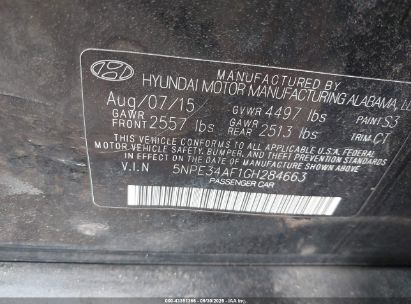 MANUFACTURED BY
HYUNDAI MOTOR MANUFACTURING ALABAMA, LL
Aug/07/15 GVWR 4497 lbs PAINT S3
GAWR FRONT 2557 lbs GAWR REAR 2513 lbs TRIM CT
THIS VEHICLE CONFORMS TO ALL APPLICABLE U.S.A FEDERAL
MOTOR VEHICLE SAFETY, BUMPER, AND THEFT PREVENTION STANDARDS
IN EFFECT ON THE DATE OF MANUFACTURE SHOWN ABOVE.
V.I.N 5NPE34AF1GH284663
PASSENGER CAR